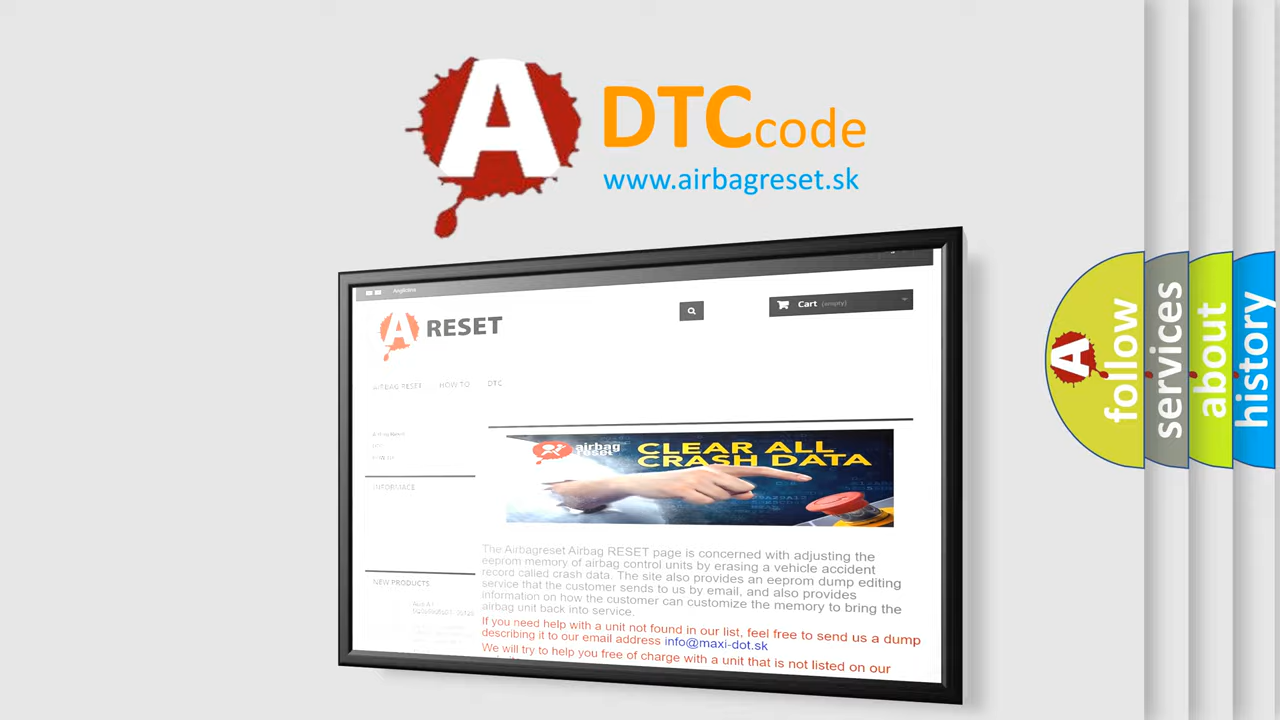 A
DTCcode
www.airbagreset.sk
Cart (empty)
A RESET
AIRBAG RESET HOW TO DTC
airbag
reset
CLEAR ALL
CRASH DATA
INFORMACE
The Airbagreset Airbag RESET page is concerned with adjusting the
eeprom memory of airbag control units by erasing a vehicle accident
record called crash data. The site also provides an eeprom dump editing
service that the customer sends to us by email, and also provides
information on how the customer can customize the memory to bring the
airbag unit back into service.
NEW PRODUCTS
If you need help with a unit not found in our list, feel free to send us a dump
describing it to our email address info@maxi-dot.sk
We will try to help you free of charge with a unit that is not listed on our
A
follow
services
about
history